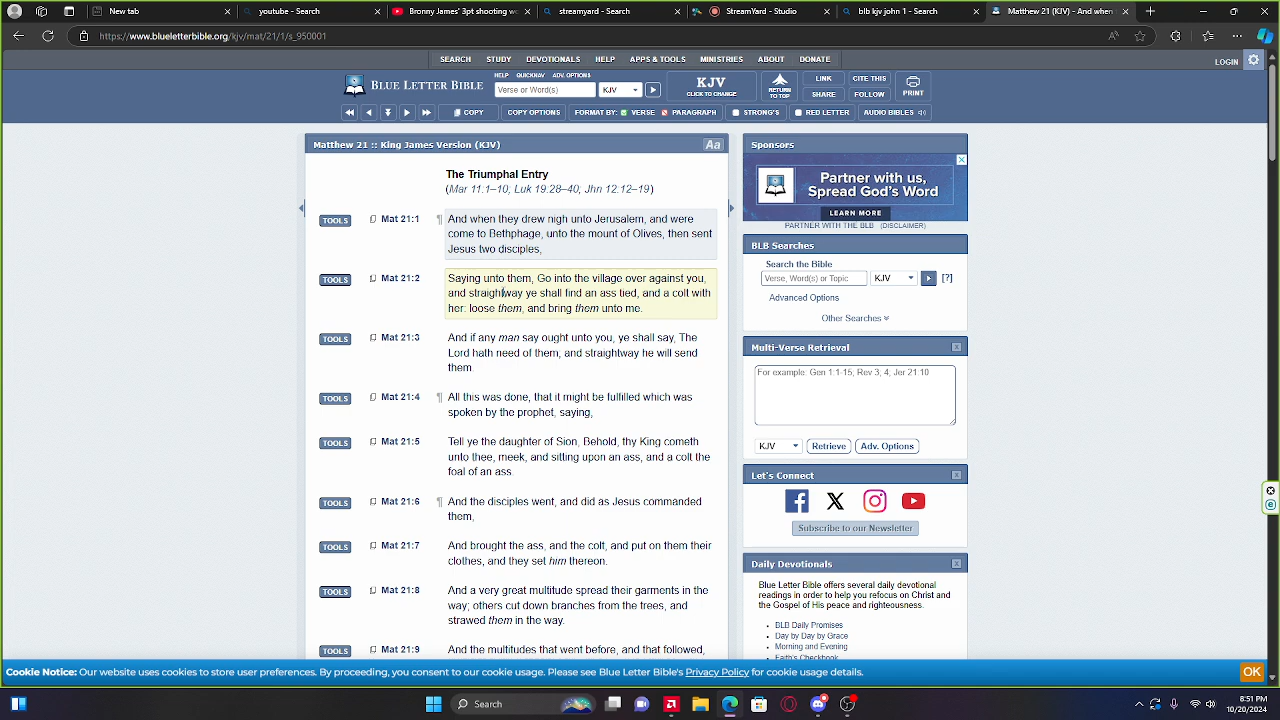 New tab
youtube - Search
Bronny James' 3pt shooting w
streamyard - Search
StreamYard - Studio
blb kjv john 1 - Search
Matthew 21 (KJV) - And when
https://www.blueletterbible.org/kjv/mat/21/1/s_950001
SEARCH STUDY DEVOTIONALS HELP APPS & TOOLS MINISTRIES ABOUT DONATE
LOGIN
BLUE LETTER BIBLE
HELP QUICKNAV ADV. OPTIONS
Verse or Word(s)
KJV
KJV
CLICK TO CHANGE
RETURN
TO TOP
LINK
SHARE
CITE THIS
FOLLOW
PRINT
COPY COPY OPTIONS FORMAT BY: VERSE PARAGRAPH STRONG'S RED LETTER AUDIO BIBLES
Matthew 21 :: King James Version (KJV)
Aa
The Triumphal Entry
(Mar 11:1–10; Luk 19:28–40; Jhn 12:12–19)
TOOLS Mat 21:1 ¶ And when they drew nigh unto Jerusalem, and were
come to Bethphage, unto the mount of Olives, then sent
Jesus two disciples,
TOOLS Mat 21:2 Saying unto them, Go into the village over against you,
and straightway ye shall find an ass tied, and a colt with
her: loose them, and bring them unto me.
TOOLS Mat 21:3 And if any man say ought unto you, ye shall say, The
Lord hath need of them; and straightway he will send
them.
TOOLS Mat 21:4 ¶ All this was done, that it might be fulfilled which was
spoken by the prophet, saying,
TOOLS Mat 21:5 Tell ye the daughter of Sion, Behold, thy King cometh
unto thee, meek, and sitting upon an ass, and a colt the
foal of an ass.
TOOLS Mat 21:6 ¶ And the disciples went, and did as Jesus commanded
them,
TOOLS Mat 21:7 And brought the ass, and the colt, and put on them their
clothes, and they set him thereon.
TOOLS Mat 21:8 And a very great multitude spread their garments in the
way; others cut down branches from the trees, and
strawed them in the way.
TOOLS Mat 21:9 And the multitudes that went before, and that followed,
Sponsors
Partner with us,
Spread God's Word
LEARN MORE
PARTNER WITH THE BLB (DISCLAIMER)
BLB Searches
Search the Bible
Verse, Word(s) or Topic
KJV
[?]
Advanced Options
Other Searches
Multi-Verse Retrieval
For example: Gen 1:1-15; Rev 3; 4; Jer 21:10
KJV
Retrieve
Adv. Options
Let's Connect
Subscribe to our Newsletter
Daily Devotionals
Blue Letter Bible offers several daily devotional
readings in order to help you refocus on Christ and
the Gospel of His peace and righteousness.
BLB Daily Promises
Day by Day by Grace
Morning and Evening
Faith's Checkbook
Cookie Notice: Our website uses cookies to store user preferences. By proceeding, you consent to our cookie usage. Please see Blue Letter Bible's Privacy Policy for cookie usage details.
OK
Search
8:51 PM
10/20/2024